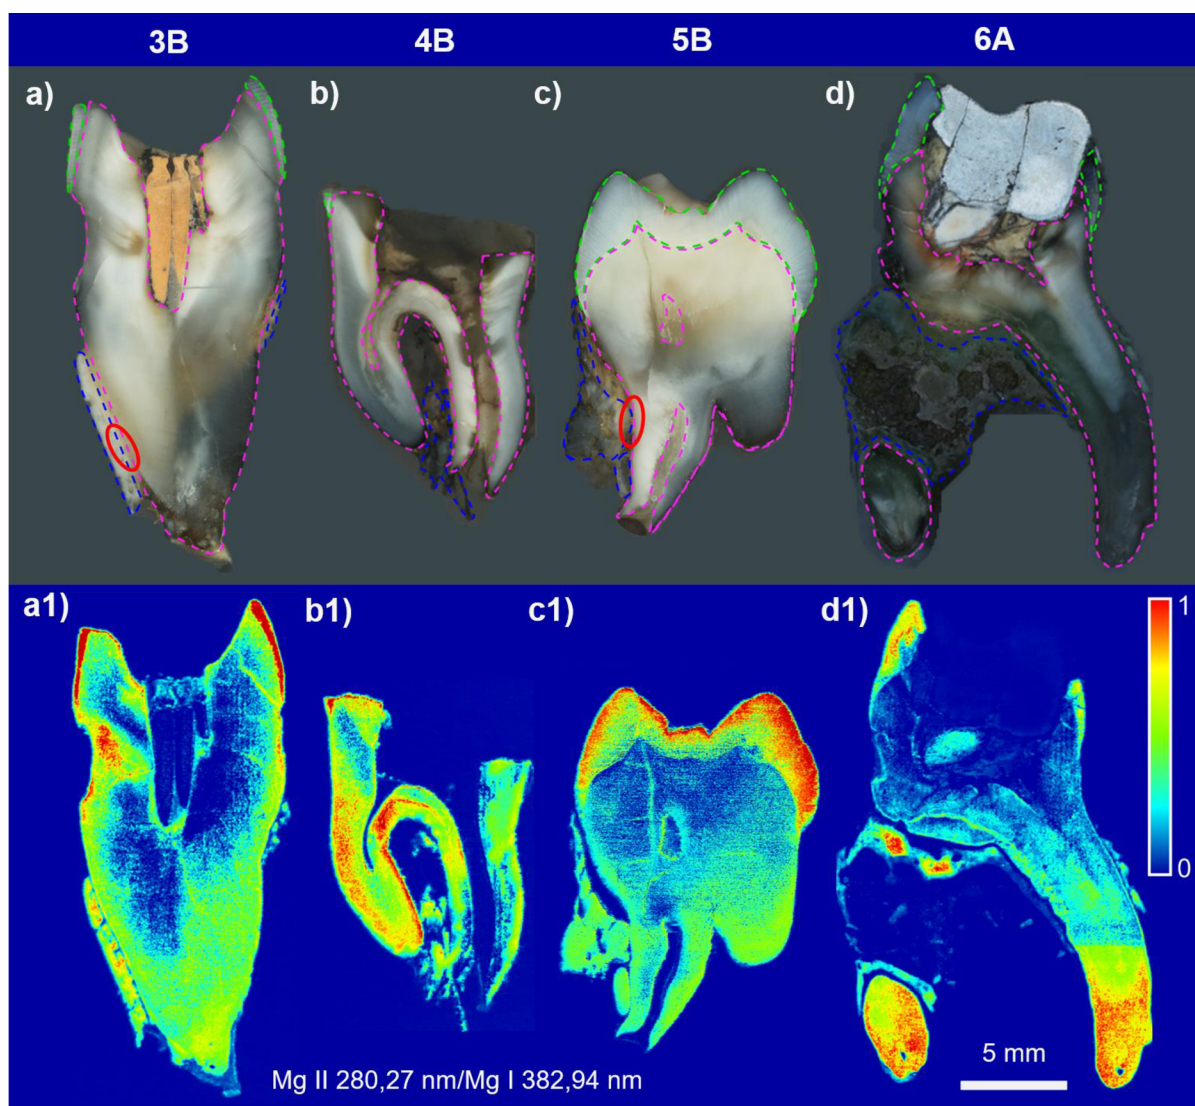 3B 4B 5B 6A
a) b) c) d)
a1) b1) c1) d1)
1
0
5 mm
Mg II 280,27 nm/Mg I 382,94 nm